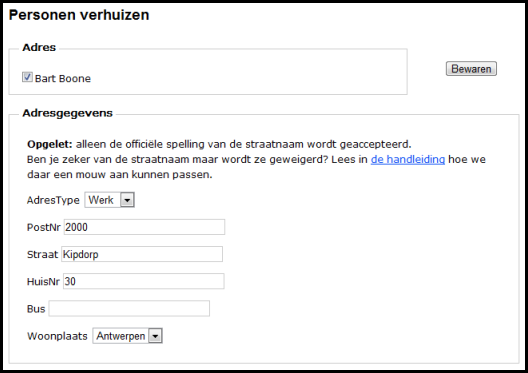 Personen verhuizen
Adres
Bart Boone
Bewaren
Adresgegevens
Opgelet: alleen de officiële spelling van de straatnaam wordt geaccepteerd.
Ben je zeker van de straatnaam maar wordt ze geweigerd? Lees in de handleiding hoe we
daar een mouw aan kunnen passen.
AdresType Werk
PostNr 2000
Straat Kipdorp
HuisNr 30
Bus
Woonplaats Antwerpen